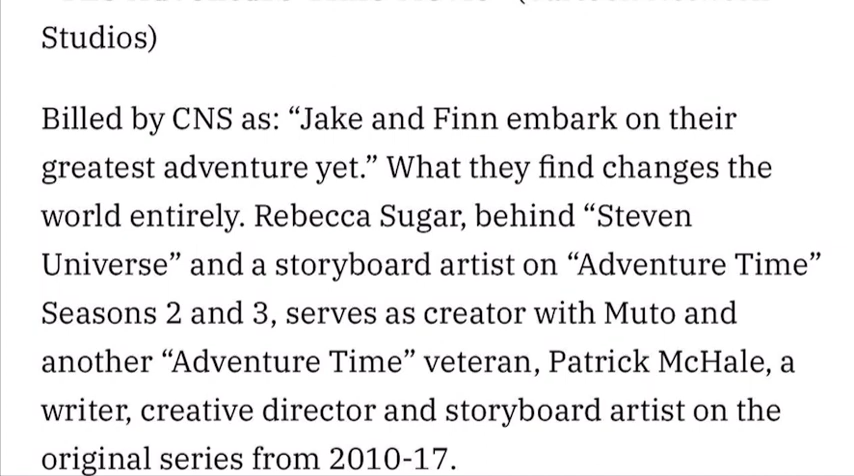 Studios)
Billed by CNS as: “Jake and Finn embark on their
greatest adventure yet.” What they find changes the
world entirely. Rebecca Sugar, behind “Steven
Universe” and a storyboard artist on “Adventure Time”
Seasons 2 and 3, serves as creator with Muto and
another “Adventure Time” veteran, Patrick McHale, a
writer, creative director and storyboard artist on the
original series from 2010-17.